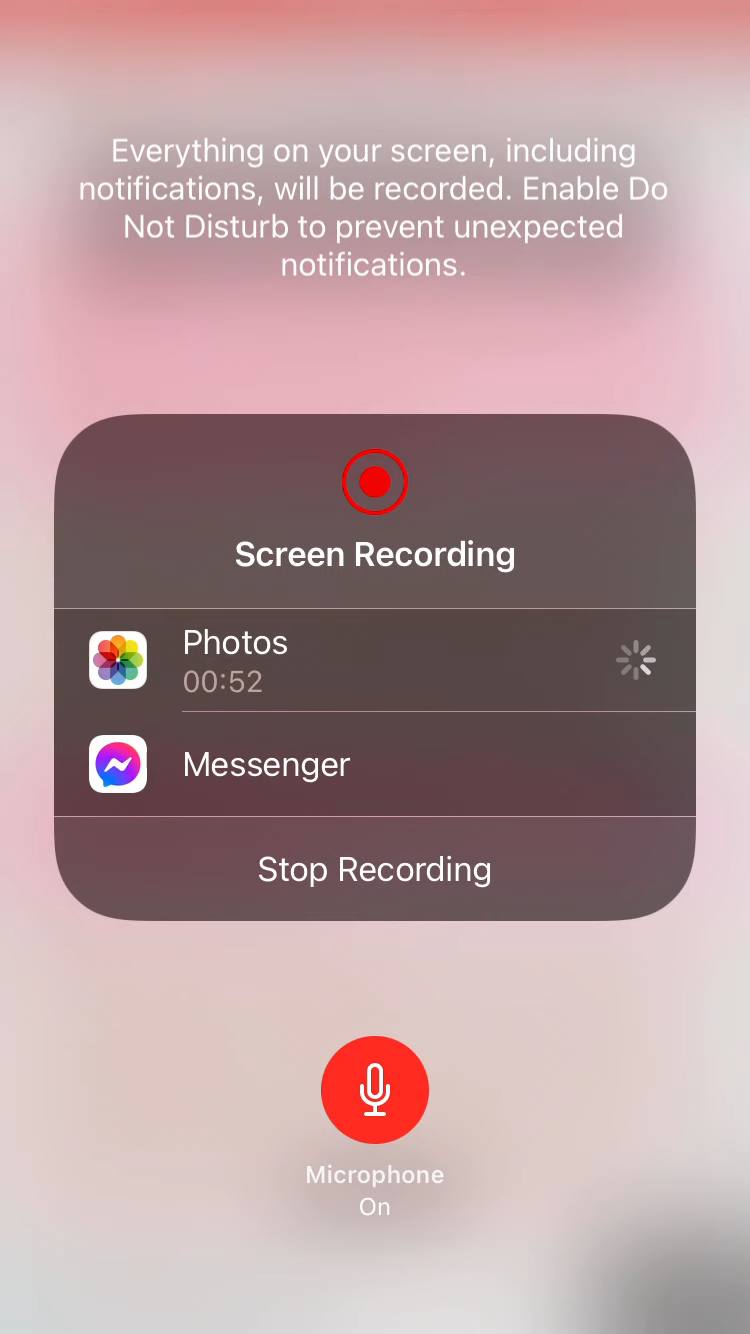 Everything on your screen, including
notifications, will be recorded. Enable Do
Not Disturb to prevent unexpected
notifications.
Screen Recording
Photos
00:52
Messenger
Stop Recording
Microphone
On